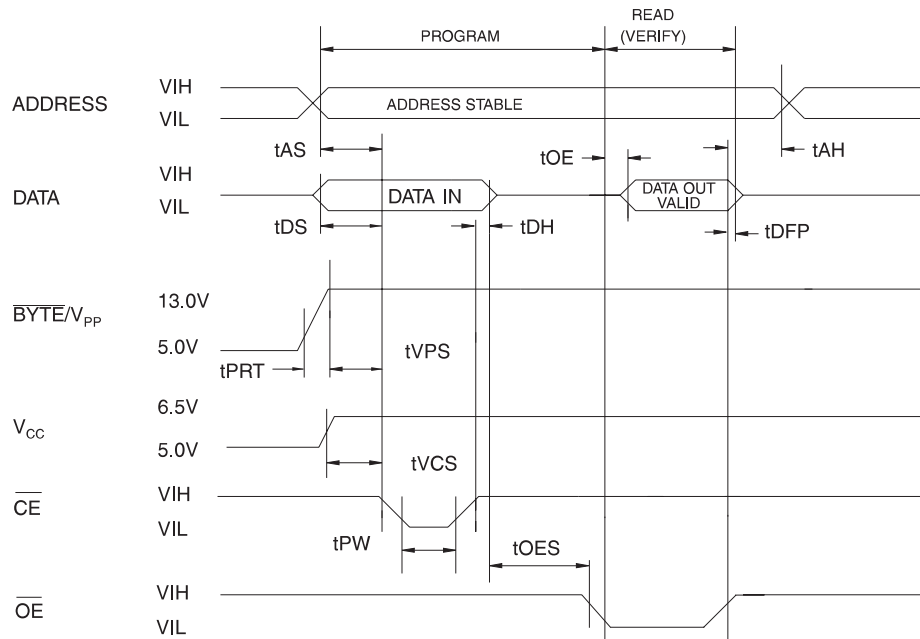 READ
PROGRAM (VERIFY)
ADDRESS VIH
VIL
ADDRESS STABLE
tAS tOE tAH
DATA VIH
VIL
DATA IN
DATA OUT
VALID
tDS tDH tDFP
BYTE/VPP 13.0V
5.0V
tPRT tVPS
VCC 6.5V
5.0V
tVCS
CE VIH
VIL
tPW tOES
OE VIH
VIL